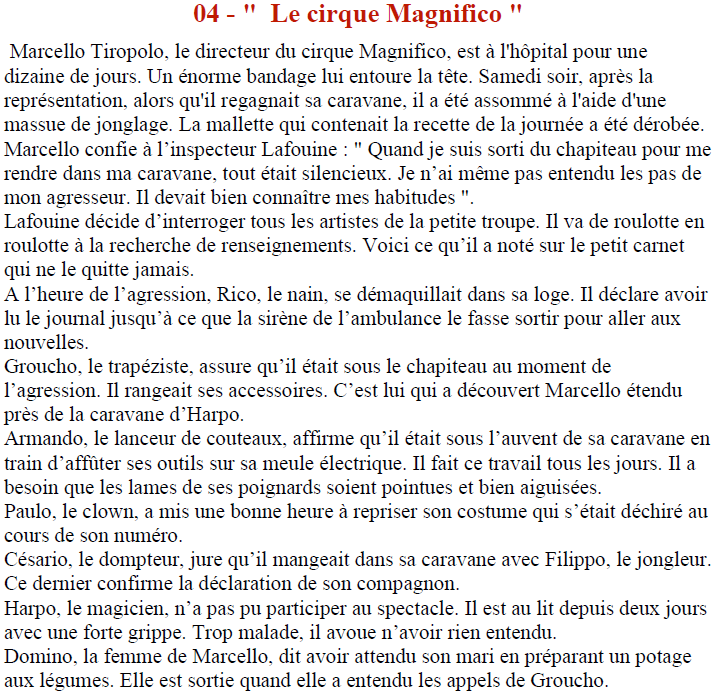 04 - "  Le cirque Magnifico "
Marcello Tiropolo, le directeur du cirque Magnifico, est à l'hôpital pour une
dizaine de jours. Un énorme bandage lui entoure la tête. Samedi soir, après la
représentation, alors qu'il regagnait sa caravane, il a été assommé à l'aide d'une
massue de jonglage. La mallette qui contenait la recette de la journée a été dérobée.
Marcello confie à l’inspecteur Lafouine : " Quand je suis sorti du chapiteau pour me
rendre dans ma caravane, tout était silencieux. Je n’ai même pas entendu les pas de
mon agresseur. Il devait bien connaître mes habitudes ".
Lafouine décide d’interroger tous les artistes de la petite troupe. Il va de roulotte en
roulotte à la recherche de renseignements. Voici ce qu’il a noté sur le petit carnet
qui ne le quitte jamais.
A l’heure de l’agression, Rico, le nain, se démaquillait dans sa loge. Il déclare avoir
lu le journal jusqu’à ce que la sirène de l’ambulance le fasse sortir pour aller aux
nouvelles.
Groucho, le trapéziste, assure qu’il était sous le chapiteau au moment de
l’agression. Il rangeait ses accessoires. C’est lui qui a découvert Marcello étendu
près de la caravane d’Harpo.
Armando, le lanceur de couteaux, affirme qu’il était sous l’auvent de sa caravane en
train d’affûter ses outils sur sa meule électrique. Il fait ce travail tous les jours. Il a
besoin que les lames de ses poignards soient pointues et bien aiguisées.
Paulo, le clown, a mis une bonne heure à repriser son costume qui s’était déchiré au
cours de son numéro.
Césario, le dompteur, jure qu’il mangeait dans sa caravane avec Filippo, le jongleur.
Ce dernier confirme la déclaration de son compagnon.
Harpo, le magicien, n’a pas pu participer au spectacle. Il est au lit depuis deux jours
avec une forte grippe. Trop malade, il avoue n’avoir rien entendu.
Domino, la femme de Marcello, dit avoir attendu son mari en préparant un potage
aux légumes. Elle est sortie quand elle a entendu les appels de Groucho.